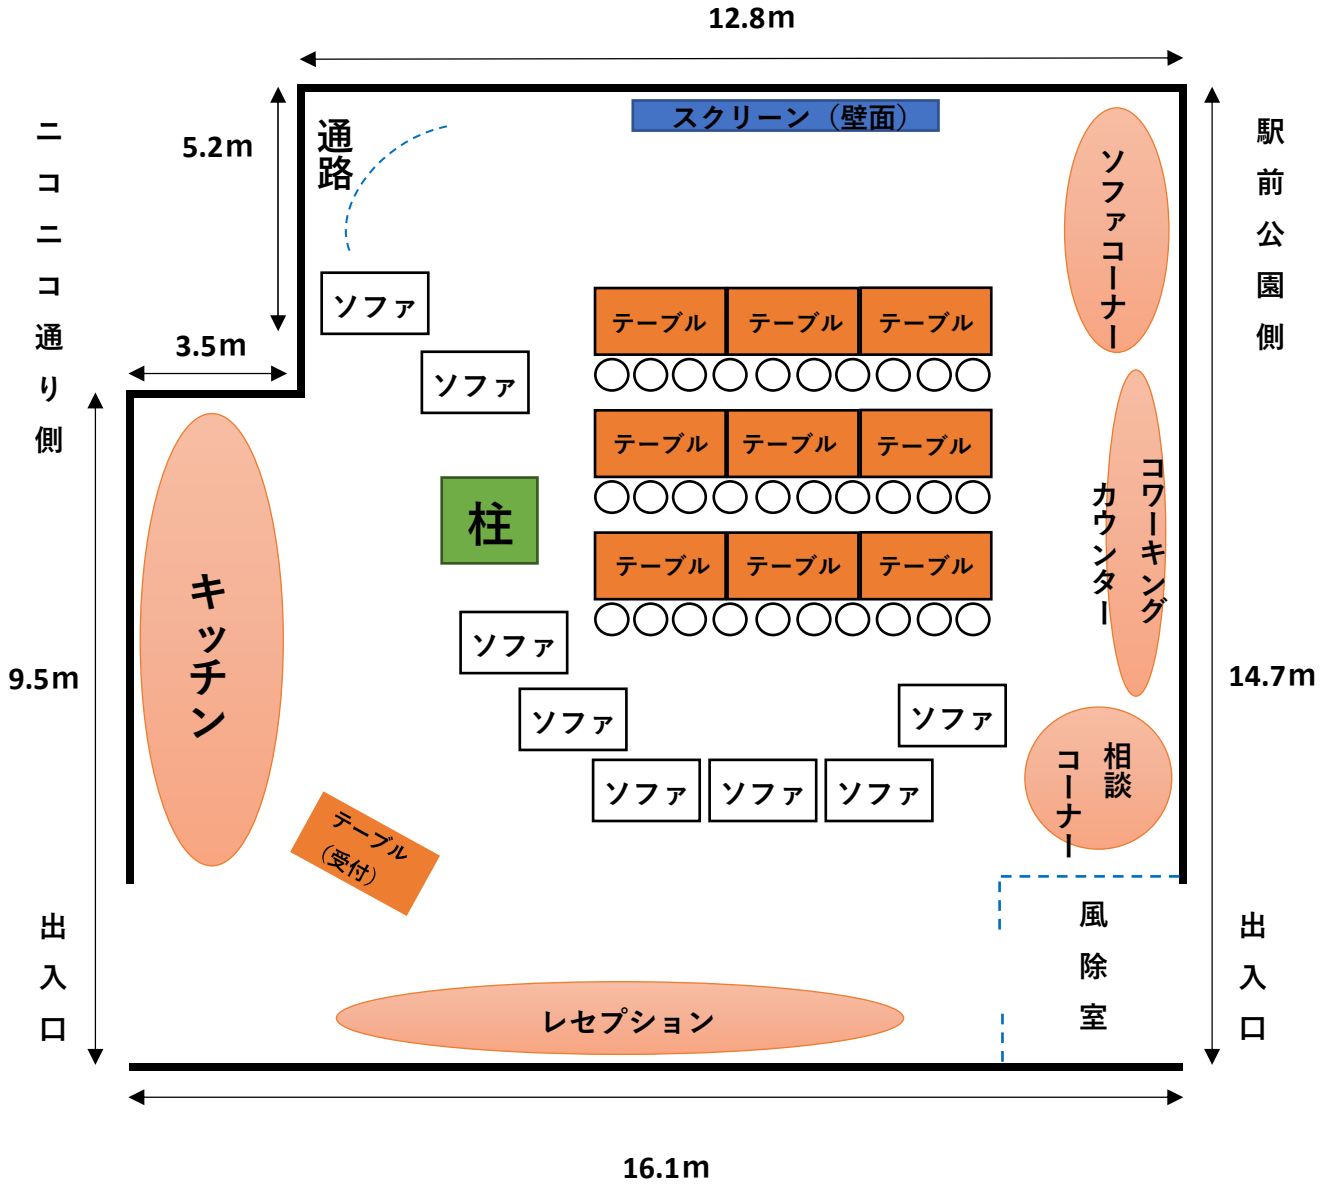 12.8m
スクリーン（壁面）
通路
5.2m
ニコニコ通り側
駅前公園側
ソファコーナー
ソファ
テーブル
テーブル
テーブル
3.5m
ソファ
テーブル
テーブル
テーブル
コワーキング
カウンター
柱
テーブル
テーブル
テーブル
キッチン
ソファ
9.5m
14.7m
ソファ
ソファ
相談
コーナー
ソファ
ソファ
ソファ
テーブル
（受付）
風除室
出入口
出入口
レセプション
16.1m